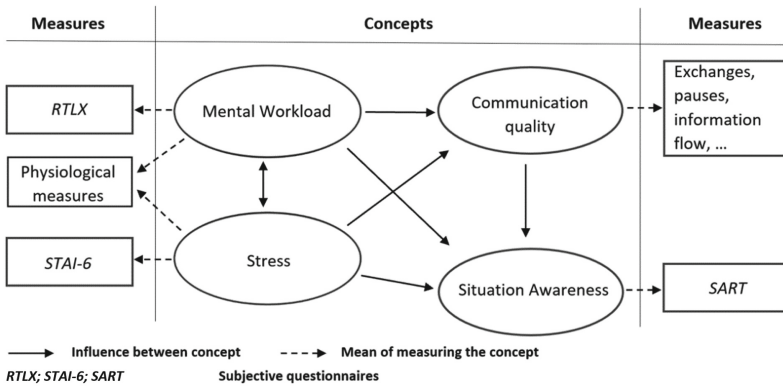 Measures
Concepts
Measures
RTLX
Mental Workload
Communication
quality
Exchanges,
pauses,
information
flow, ...
Physiological
measures
STAI-6
Stress
Situation Awareness
SART
Influence between concept
Mean of measuring the concept
RTLX; STAI-6; SART
Subjective questionnaires